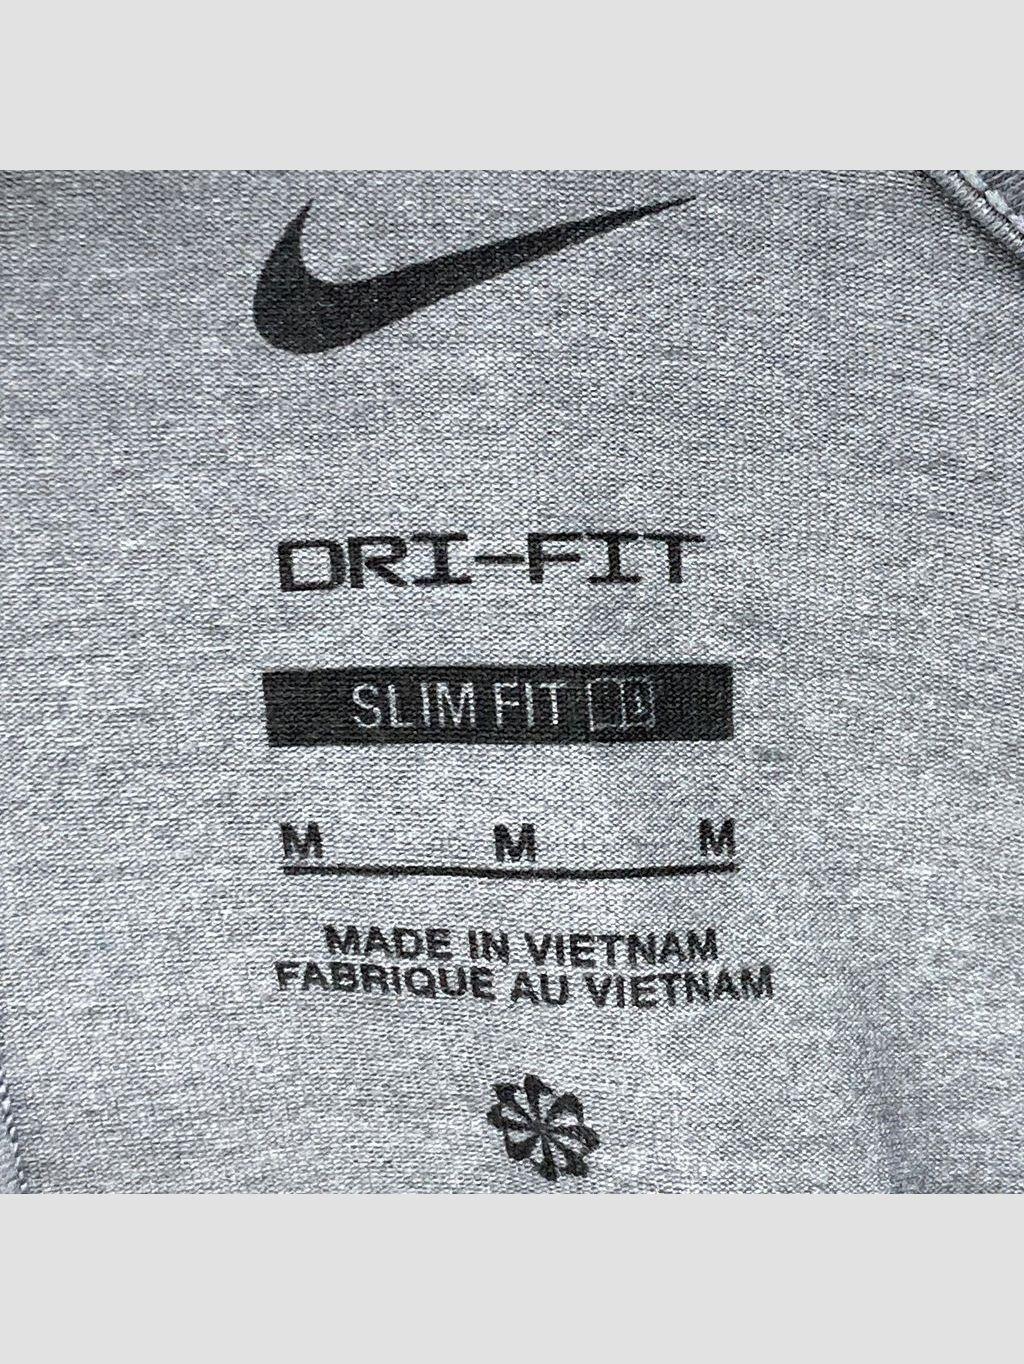 DRI-FIT
SLIM FIT
M M M
MADE IN VIETNAM
FABRIQUE AU VIETNAM